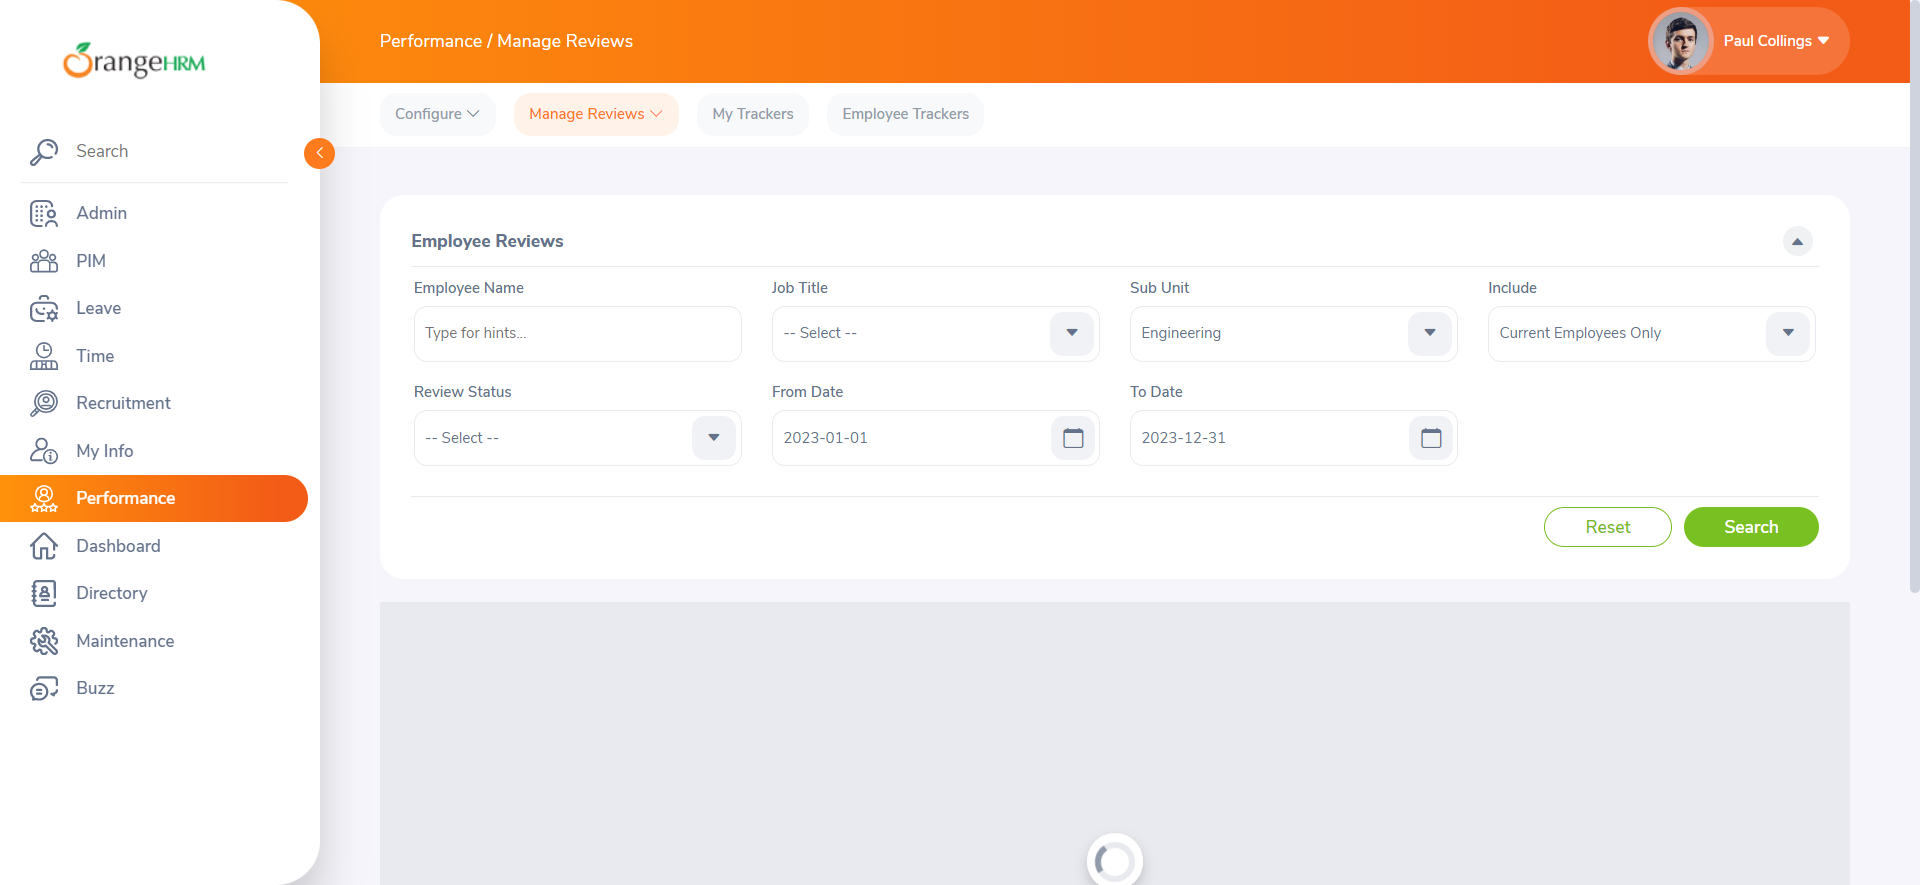 OrangeHRM
Performance / Manage Reviews
Paul Collings
Configure
Manage Reviews
My Trackers
Employee Trackers
Search
Admin
PIM
Leave
Time
Recruitment
My Info
Performance
Dashboard
Directory
Maintenance
Buzz
Employee Reviews
Employee Name
Job Title
Sub Unit
Include
Type for hints...
-- Select --
Engineering
Current Employees Only
Review Status
From Date
To Date
-- Select --
2023-01-01
2023-12-31
Reset
Search